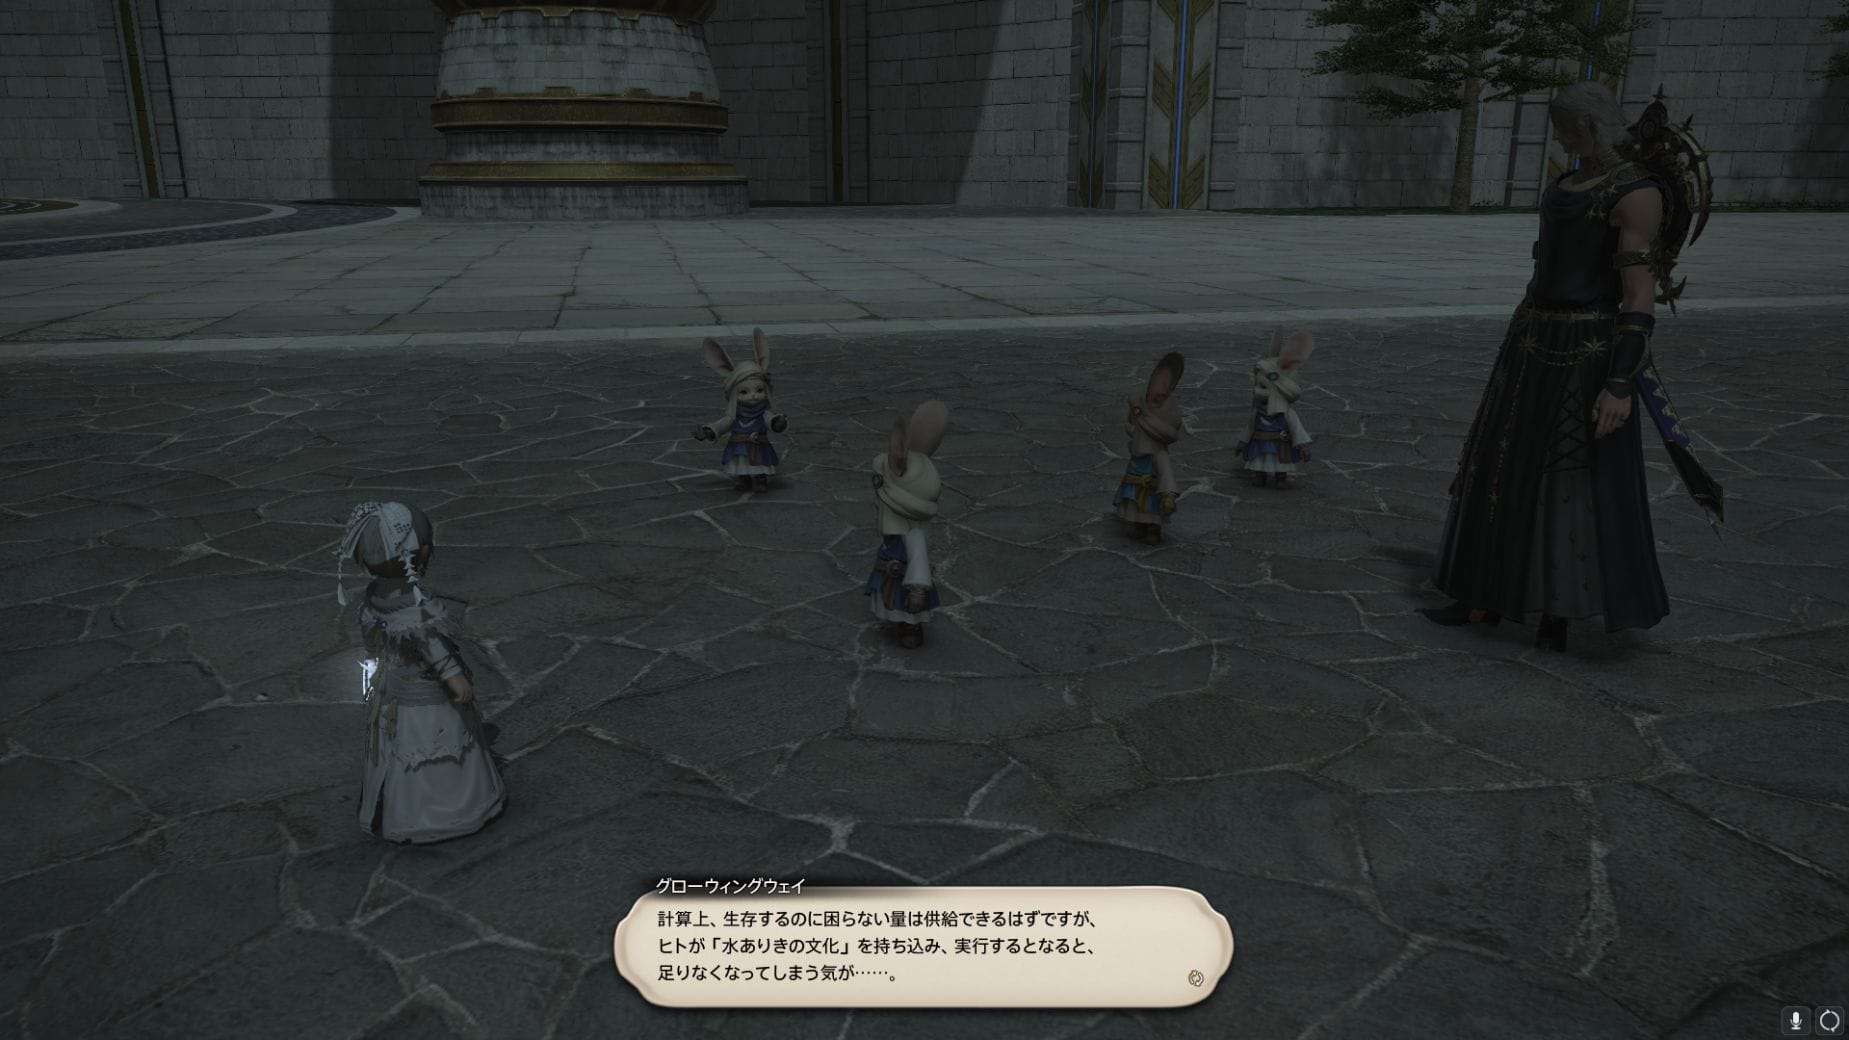 グローウィングウェイ
計算上、生存するのに困らない量は供給できるはずですが、
ヒトが「水ありきの文化」を持ち込み、実行するとなると、
足りなくなってしまう気が……。